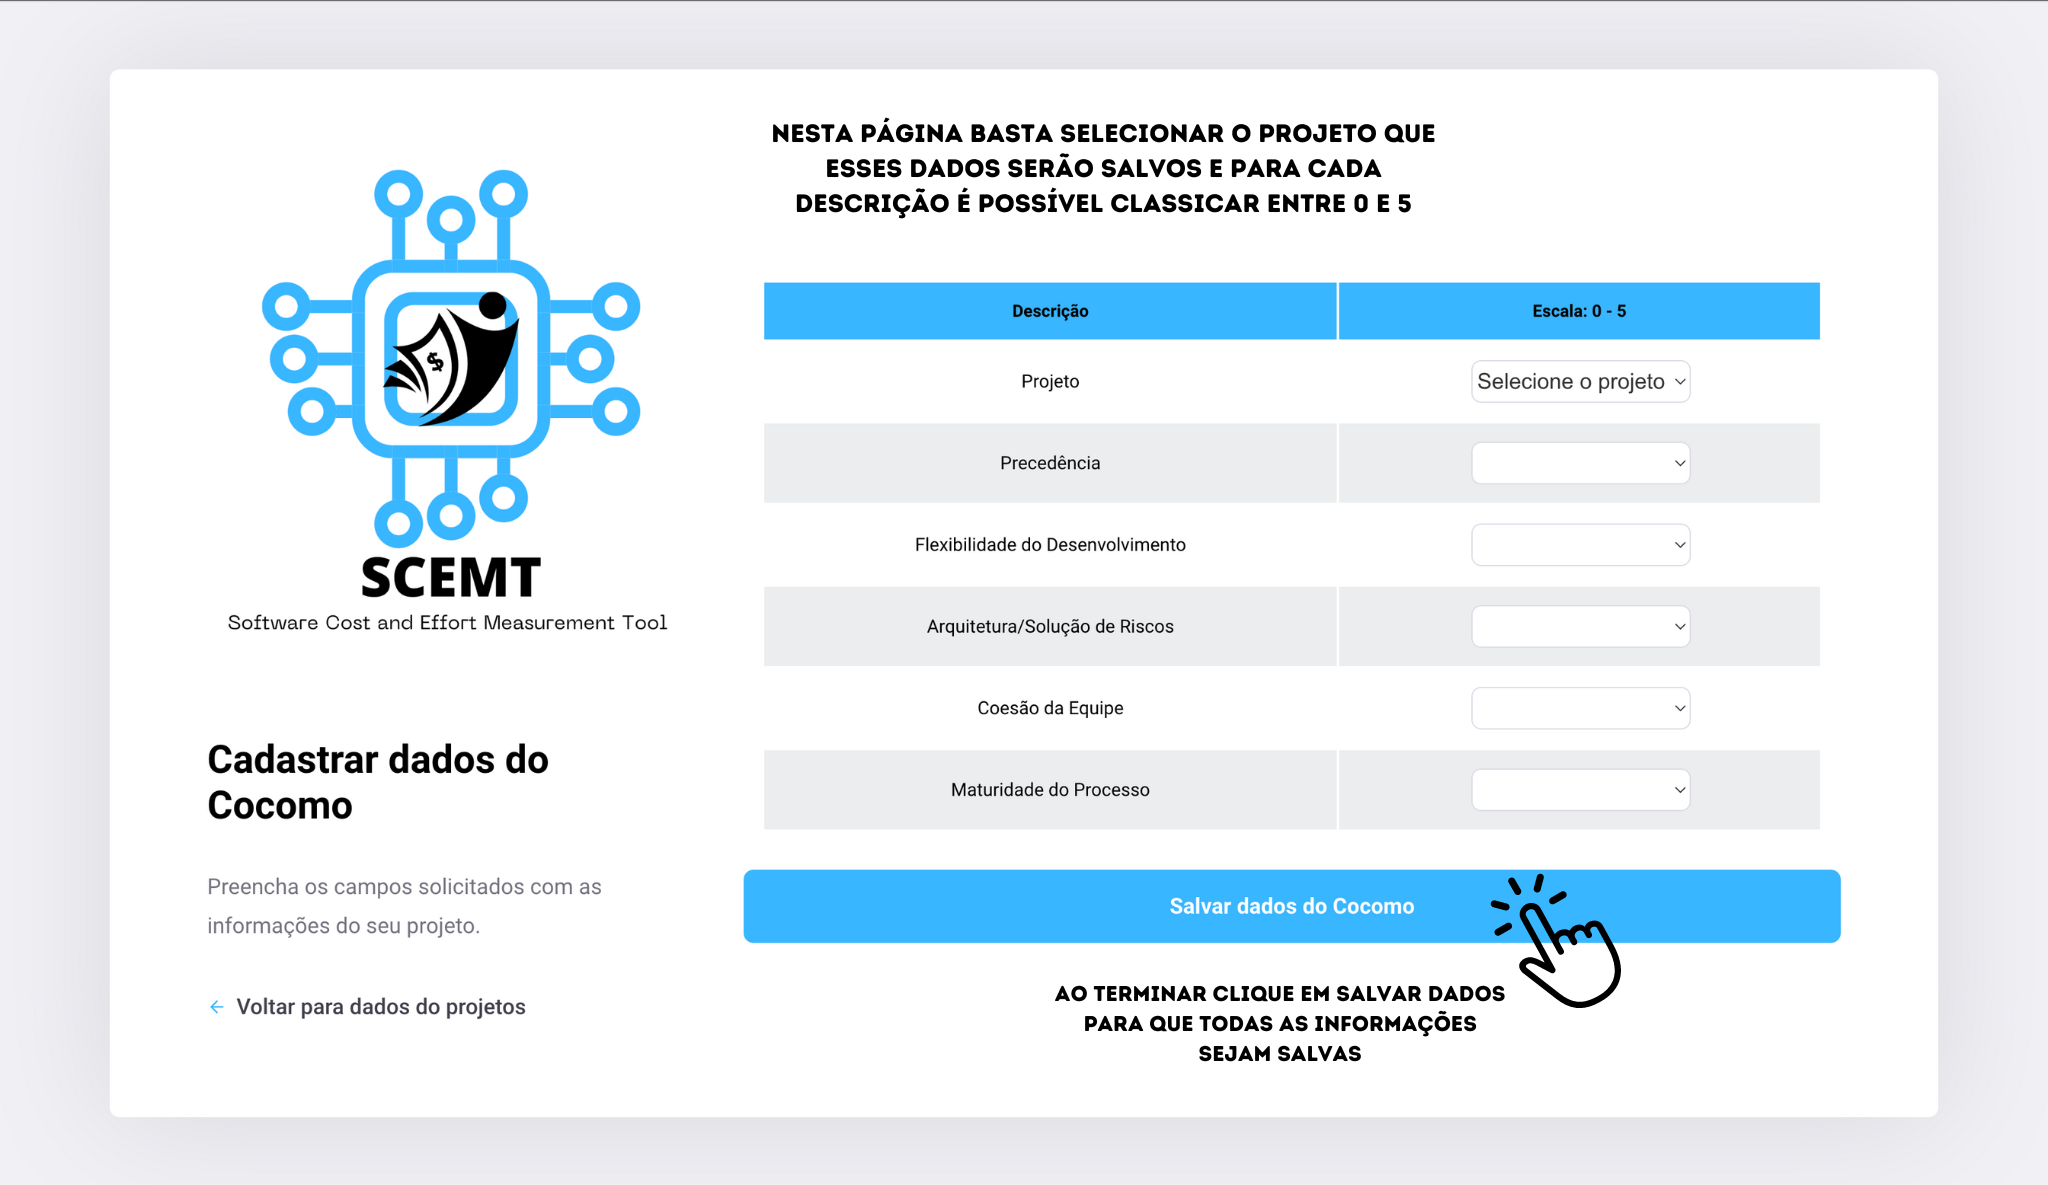 NESTA PÁGINA BASTA SELECIONAR O PROJETO QUE
ESSES DADOS SERÃO SALVOS E PARA CADA
DESCRIÇÃO É POSSÍVEL CLASSICAR ENTRE 0 E 5
$
SCEMT
Software Cost and Effort Measurement Tool
Cadastrar dados do
Cocomo
Preencha os campos solicitados com as
informações do seu projeto.
Voltar para dados do projetos
Descrição Escala: 0 - 5
Projeto Selecione o projeto
Precedência
Flexibilidade do Desenvolvimento
Arquitetura/Solução de Riscos
Coesão da Equipe
Maturidade do Processo
Salvar dados do Cocomo
AO TERMINAR CLIQUE EM SALVAR DADOS
PARA QUE TODAS AS INFORMAÇÕES
SEJAM SALVAS